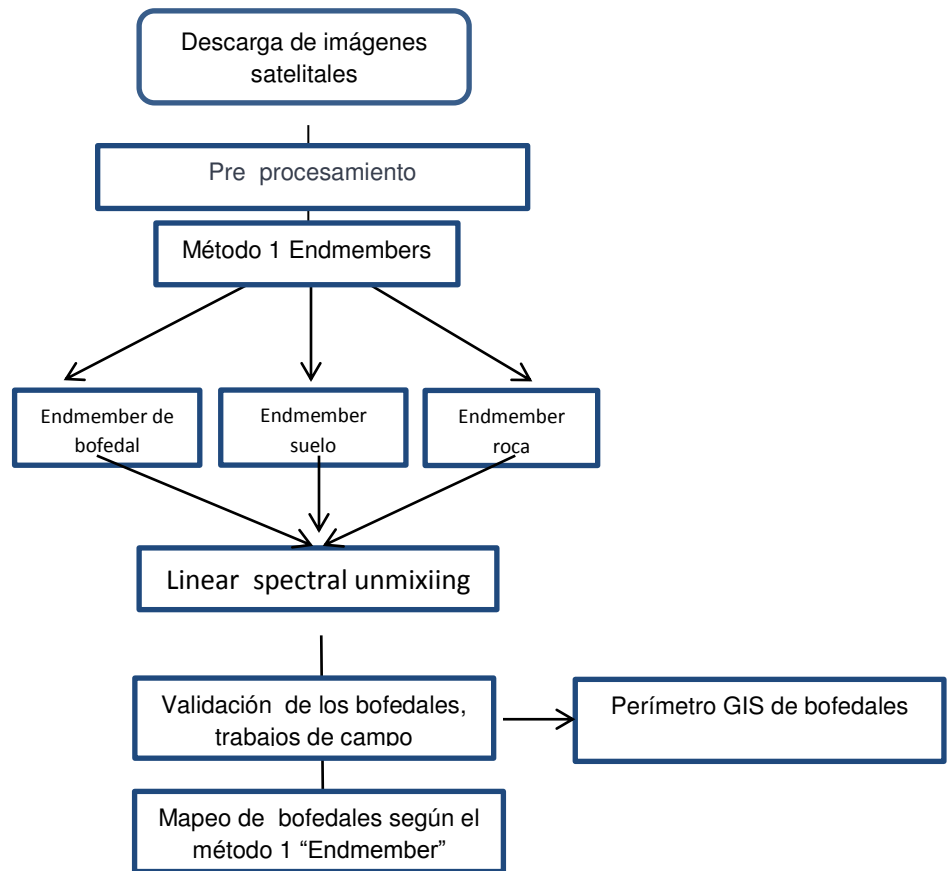 Descarga de imágenes
satelitales
Pre procesamiento
Método 1 Endmembers
Endmember de
bofedal
Endmember
suelo
Endmember
roca
Linear spectral unmixiing
Validación de los bofedales,
trabajos de campo
Perímetro GIS de bofedales
Mapeo de bofedales según el
método 1 “Endmember”